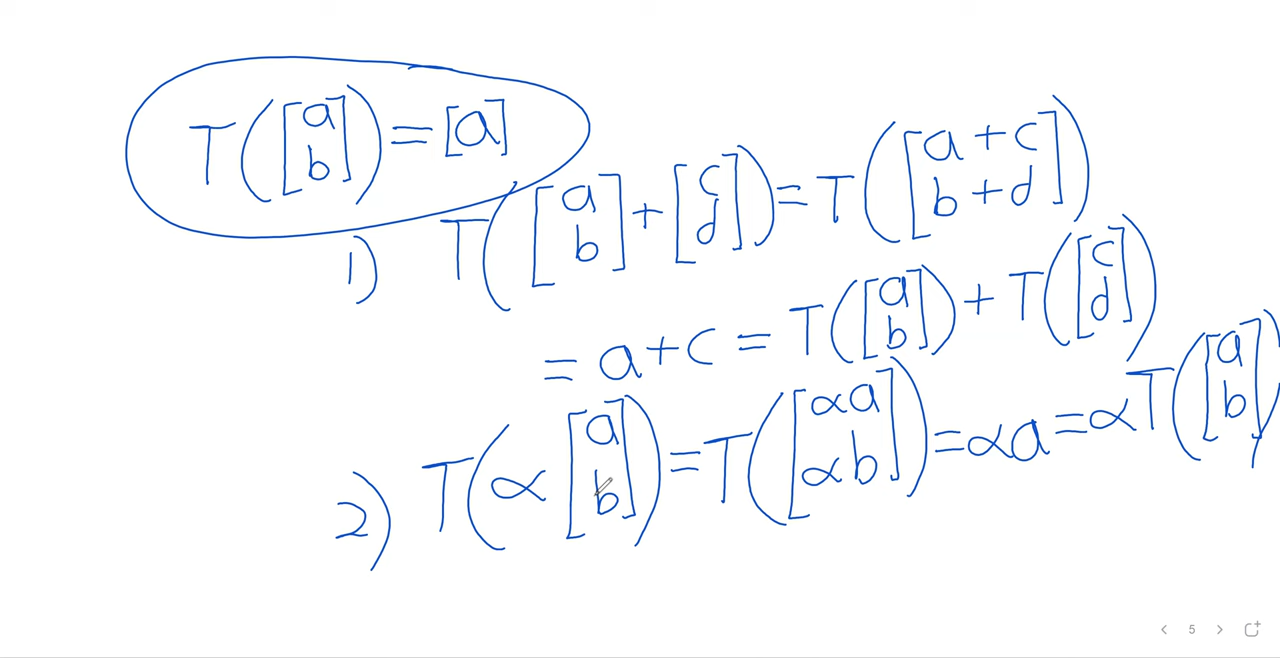 T([a b]) = [a]
1) T([a b] + [c d]) = T([a+c b+d])
= a+c = T([a b]) + T([c d])
2) T(α[a b]) = T([αa αb]) = αa = αT([a b])
5